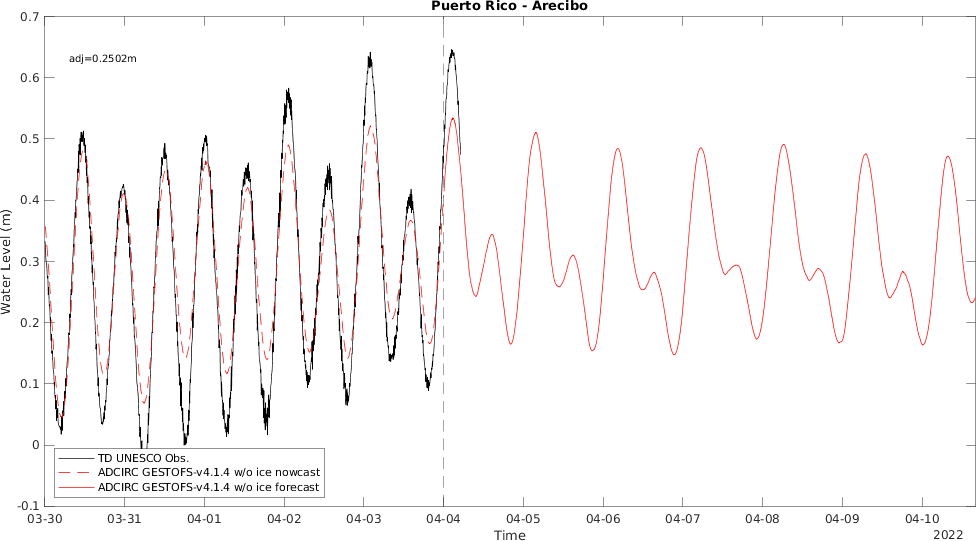 Puerto Rico - Arecibo
0.7
adj=0.2502m
0.6
0.5
0.4
0.3
0.2
0.1
0
-0.1
Water Level (m)
TD UNESCO Obs.
ADCIRC GESTOFS-v4.1.4 w/o ice nowcast
ADCIRC GESTOFS-v4.1.4 w/o ice forecast
03-30 03-31 04-01 04-02 04-03 04-04 04-05 04-06 04-07 04-08 04-09 04-10
Time
2022